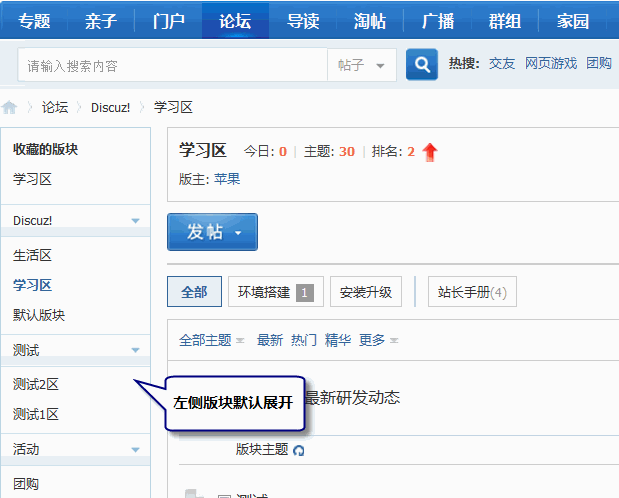 专题 亲子 门户 论坛 导读 淘帖 广播 群组 家园
请输入搜索内容 帖子 热搜: 交友 网页游戏 团购
论坛 Discuz! 学习区
收藏的版块
学习区
Discuz!
生活区
学习区
默认版块
测试
测试2区
测试1区
活动
团购
学习区 今日: 0 主题: 30 排名: 2
版主: 苹果
发帖
全部 环境搭建 1 安装升级 站长手册(4)
全部主题 最新 热门 精华 更多
左侧版块默认展开
最新研发动态
版块主题
测试